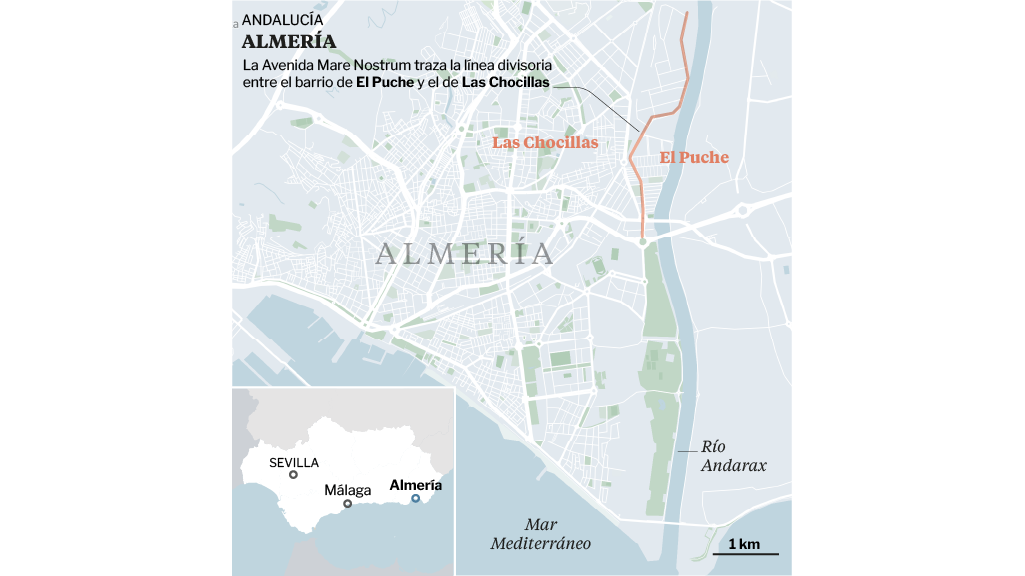 a
ANDALUCÍA
ALMERÍA
La Avenida Mare Nostrum traza la línea divisoria
entre el barrio de El Puche y el de Las Chocillas
Las Chocillas
El Puche
ALMERÍA
Río
Andarax
SEVILLA
Málaga
Almería
Mar
Mediterráneo
1 km